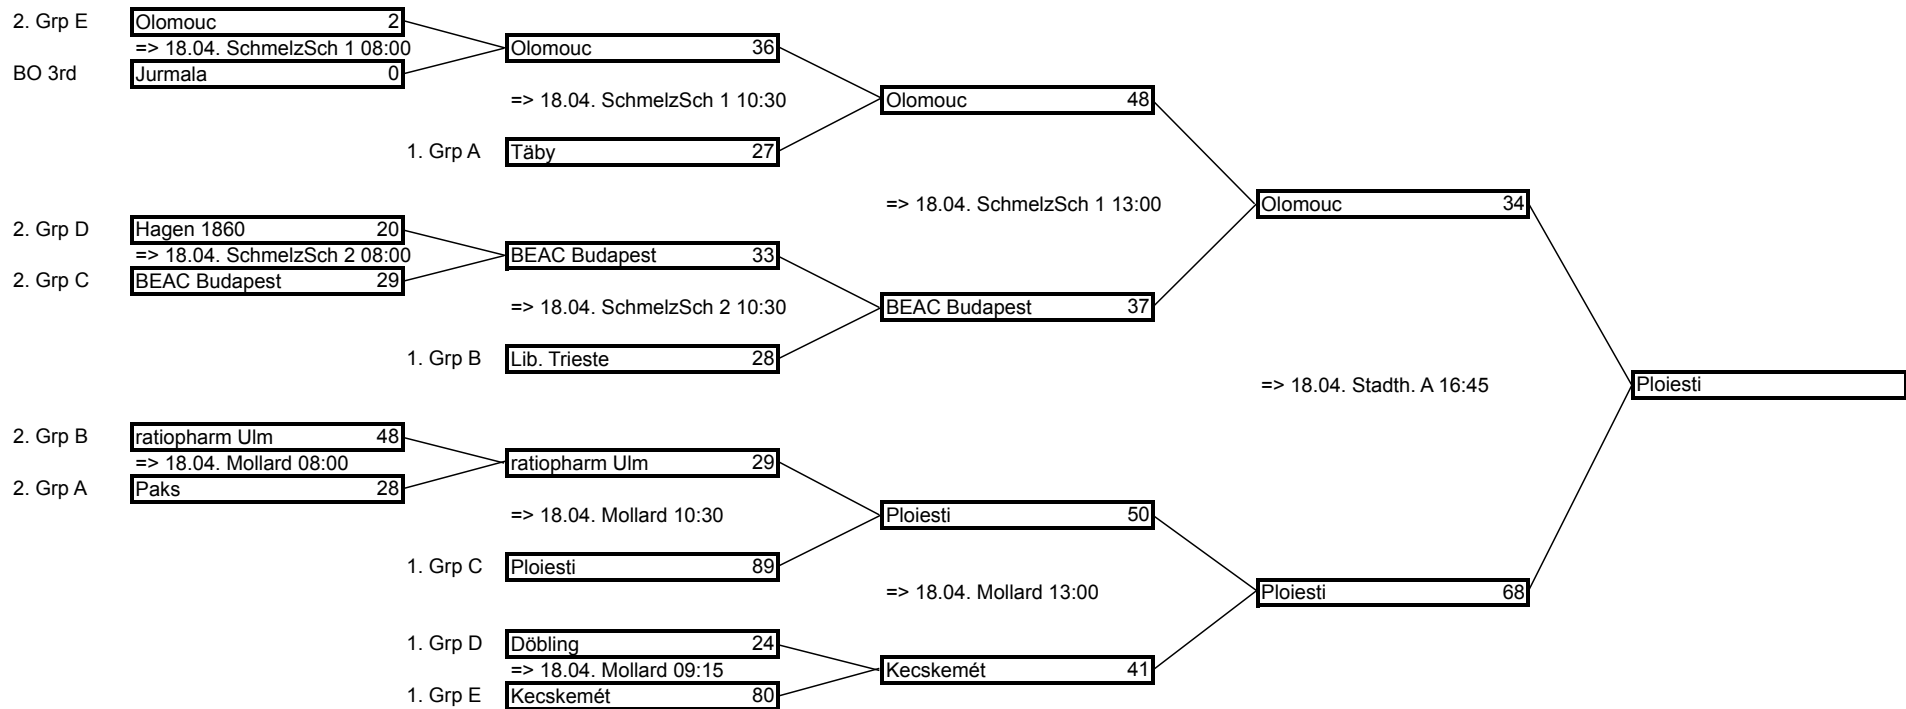 2. Grp E Olomouc 2
=> 18.04. SchmelzSch 1 08:00 Olomouc 36
BO 3rd Jurmala 0
=> 18.04. SchmelzSch 1 10:30 Olomouc 48
1. Grp A Täby 27
=> 18.04. SchmelzSch 1 13:00 Olomouc 34
2. Grp D Hagen 1860 20
=> 18.04. SchmelzSch 2 08:00 BEAC Budapest 33
2. Grp C BEAC Budapest 29
=> 18.04. SchmelzSch 2 10:30 BEAC Budapest 37
1. Grp B Lib. Trieste 28
=> 18.04. Stadth. A 16:45 Ploiesti
2. Grp B ratiopharm Ulm 48
=> 18.04. Mollard 08:00 ratiopharm Ulm 29
2. Grp A Paks 28
=> 18.04. Mollard 10:30 Ploiesti 50
1. Grp C Ploiesti 89
=> 18.04. Mollard 13:00 Ploiesti 68
1. Grp D Döbling 24
=> 18.04. Mollard 09:15 Kecskemét 41
1. Grp E Kecskemét 80